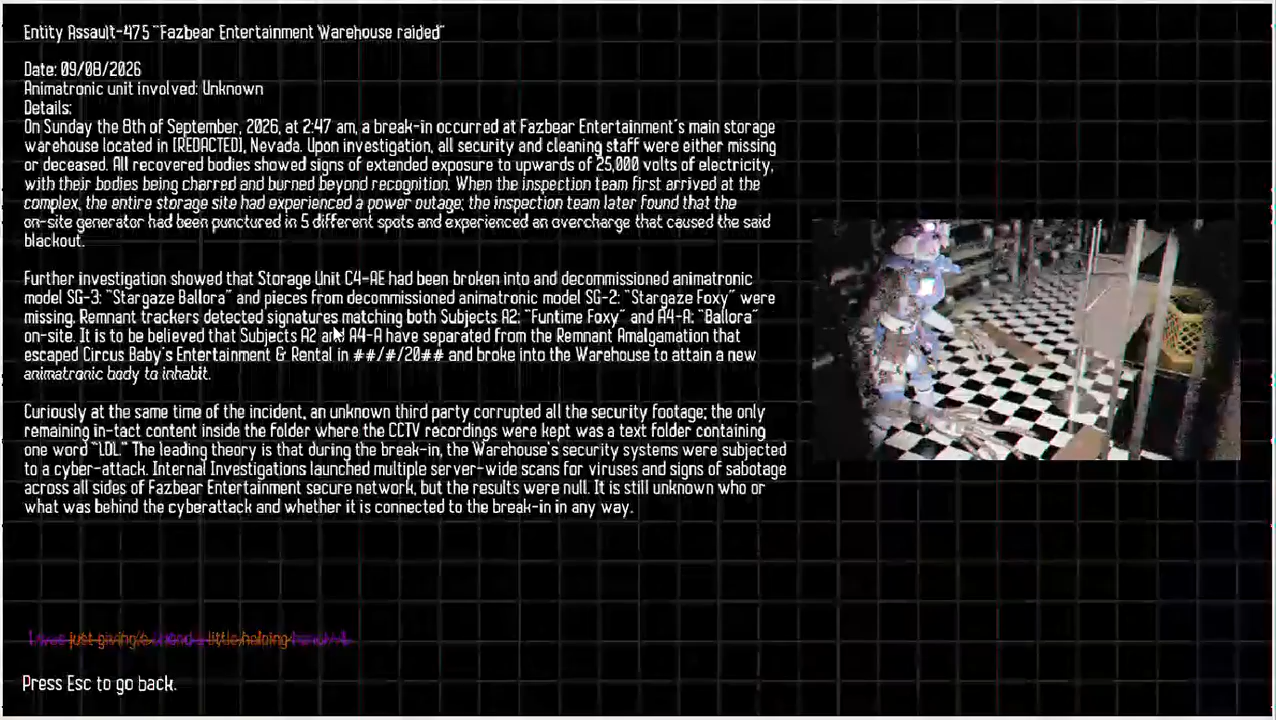 Entity Assault-475 "Fazbear Entertainment Warehouse raided"
Date: 09/08/2026
Animatronic unit involved: Unknown
Details:
On Sunday the 8th of September, 2026, at 2:47 am, a break-in occurred at Fazbear Entertainment's main storage
warehouse located in [REDACTED], Nevada. Upon investigation, all security and cleaning staff were either missing
or deceased. All recovered bodies showed signs of extended exposure to upwards of 25,000 volts of electricity,
with their bodies being charred and burned beyond recognition. When the inspection team first arrived at the
complex, the entire storage site had experienced a power outage; the inspection team later found that the
on-site generator had been punctured in 5 different spots and experienced an overcharge that caused the said
blackout.
Further investigation showed that Storage Unit C4-AE had been broken into and decommissioned animatronic
model SG-3: "Stargaze Ballora" and pieces from decommissioned animatronic model SG-2: "Stargaze Foxy" were
missing. Remnant trackers detected signatures matching both Subjects A2: "Funtime Foxy" and A4-A: "Ballora"
on-site. It is to be believed that Subjects A2 and A4-A have separated from the Remnant Amalgamation that
escaped Circus Baby's Entertainment & Rental in ##/#/20## and broke into the Warehouse to attain a new
animatronic body to inhabit.
Curiously at the same time of the incident, an unknown third party corrupted all the security footage; the only
remaining in-tact content inside the folder where the CCTV recordings were kept was a text folder containing
one word "LOL." The leading theory is that during the break-in, the Warehouse's security systems were subjected
to a cyber-attack. Internal Investigations launched multiple server-wide scans for viruses and signs of sabotage
across all sides of Fazbear Entertainment secure network, but the results were null. It is still unknown who or
what was behind the cyberattack and whether it is connected to the break-in in any way.
just giving little helping
Press Esc to go back.